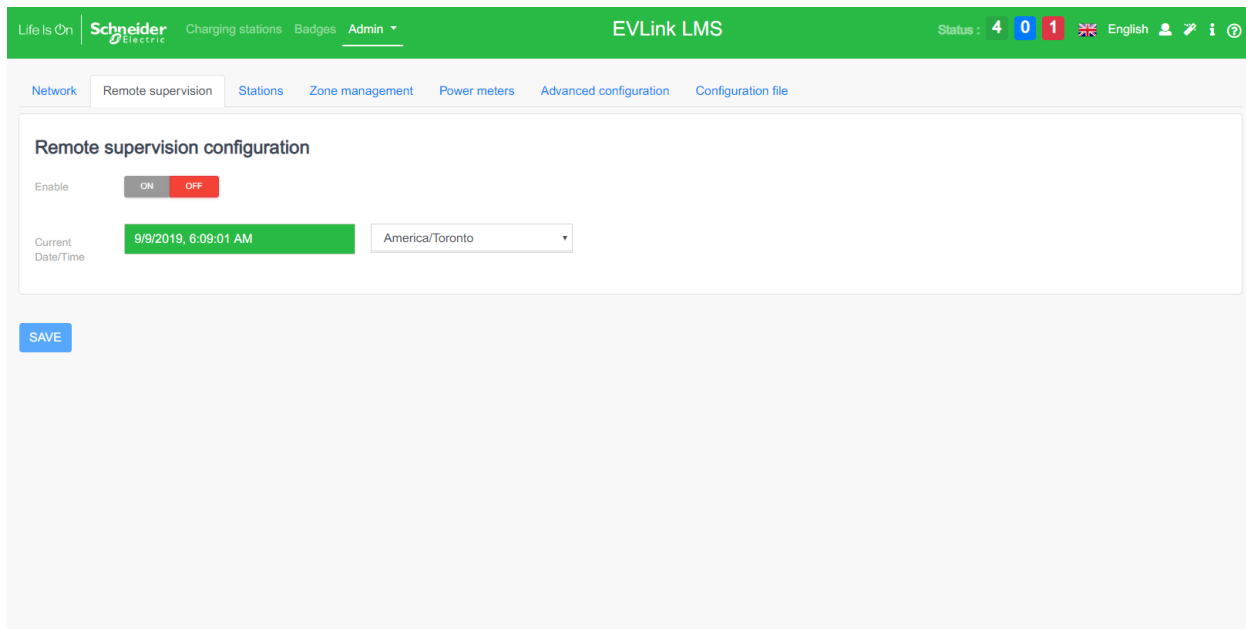 Life Is On | Schneider Electric Charging stations Badges Admin EVLink LMS Status : 4 0 1 English
Network Remote supervision Stations Zone management Power meters Advanced configuration Configuration file
Remote supervision configuration
Enable ON OFF
Current Date/Time 9/9/2019, 6:09:01 AM America/Toronto
SAVE